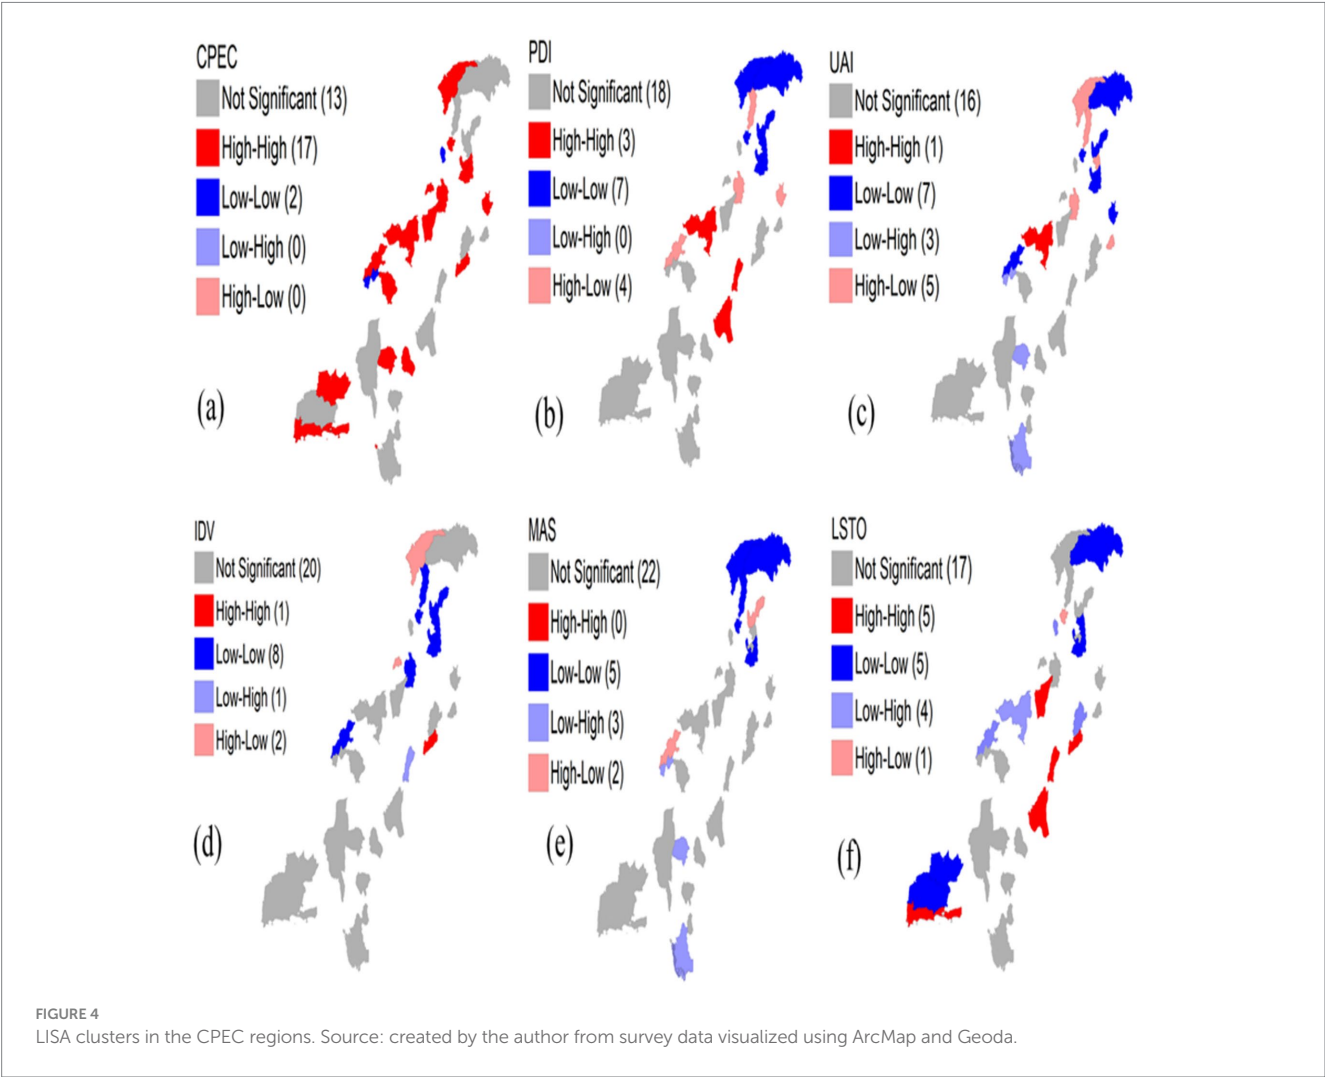 CPEC
Not Significant (13)
High-High (17)
Low-Low (2)
Low-High (0)
High-Low (0)
(a)
PDI
Not Significant (18)
High-High (3)
Low-Low (7)
Low-High (0)
High-Low (4)
(b)
UAI
Not Significant (16)
High-High (1)
Low-Low (7)
Low-High (3)
High-Low (5)
(c)
IDV
Not Significant (20)
High-High (1)
Low-Low (8)
Low-High (1)
High-Low (2)
(d)
MAS
Not Significant (22)
High-High (0)
Low-Low (5)
Low-High (3)
High-Low (2)
(e)
LSTO
Not Significant (17)
High-High (5)
Low-Low (5)
Low-High (4)
High-Low (1)
(f)
FIGURE 4
LISA clusters in the CPEC regions. Source: created by the author from survey data visualized using ArcMap and Geoda.